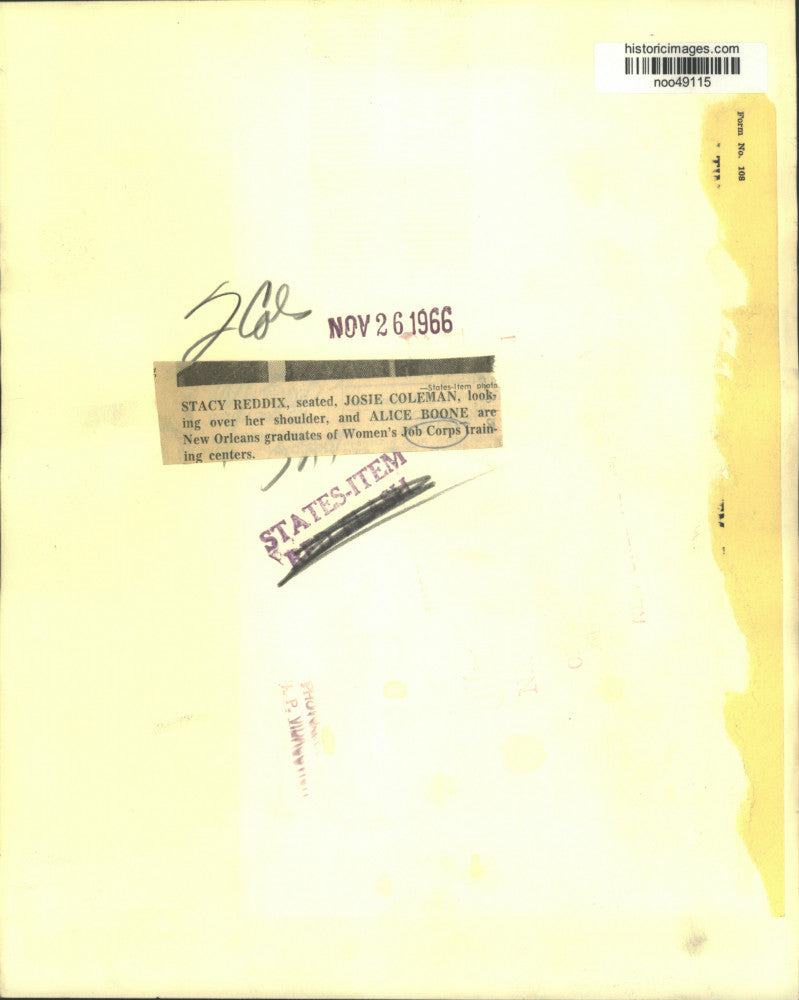 historicimages.com
noo49115
Form No. 108
2 Col
NOV 26 1966
—States-Item photo
STACY REDDIX, seated, JOSIE COLEMAN, look-
ing over her shoulder, and ALICE BOONE are
New Orleans graduates of Women's Job Corps train-
ing centers.
STATES-ITEM